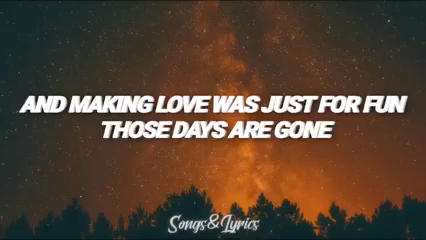 AND MAKING LOVE WAS JUST FOR FUN
THOSE DAYS ARE GONE
Songs&Lyrics